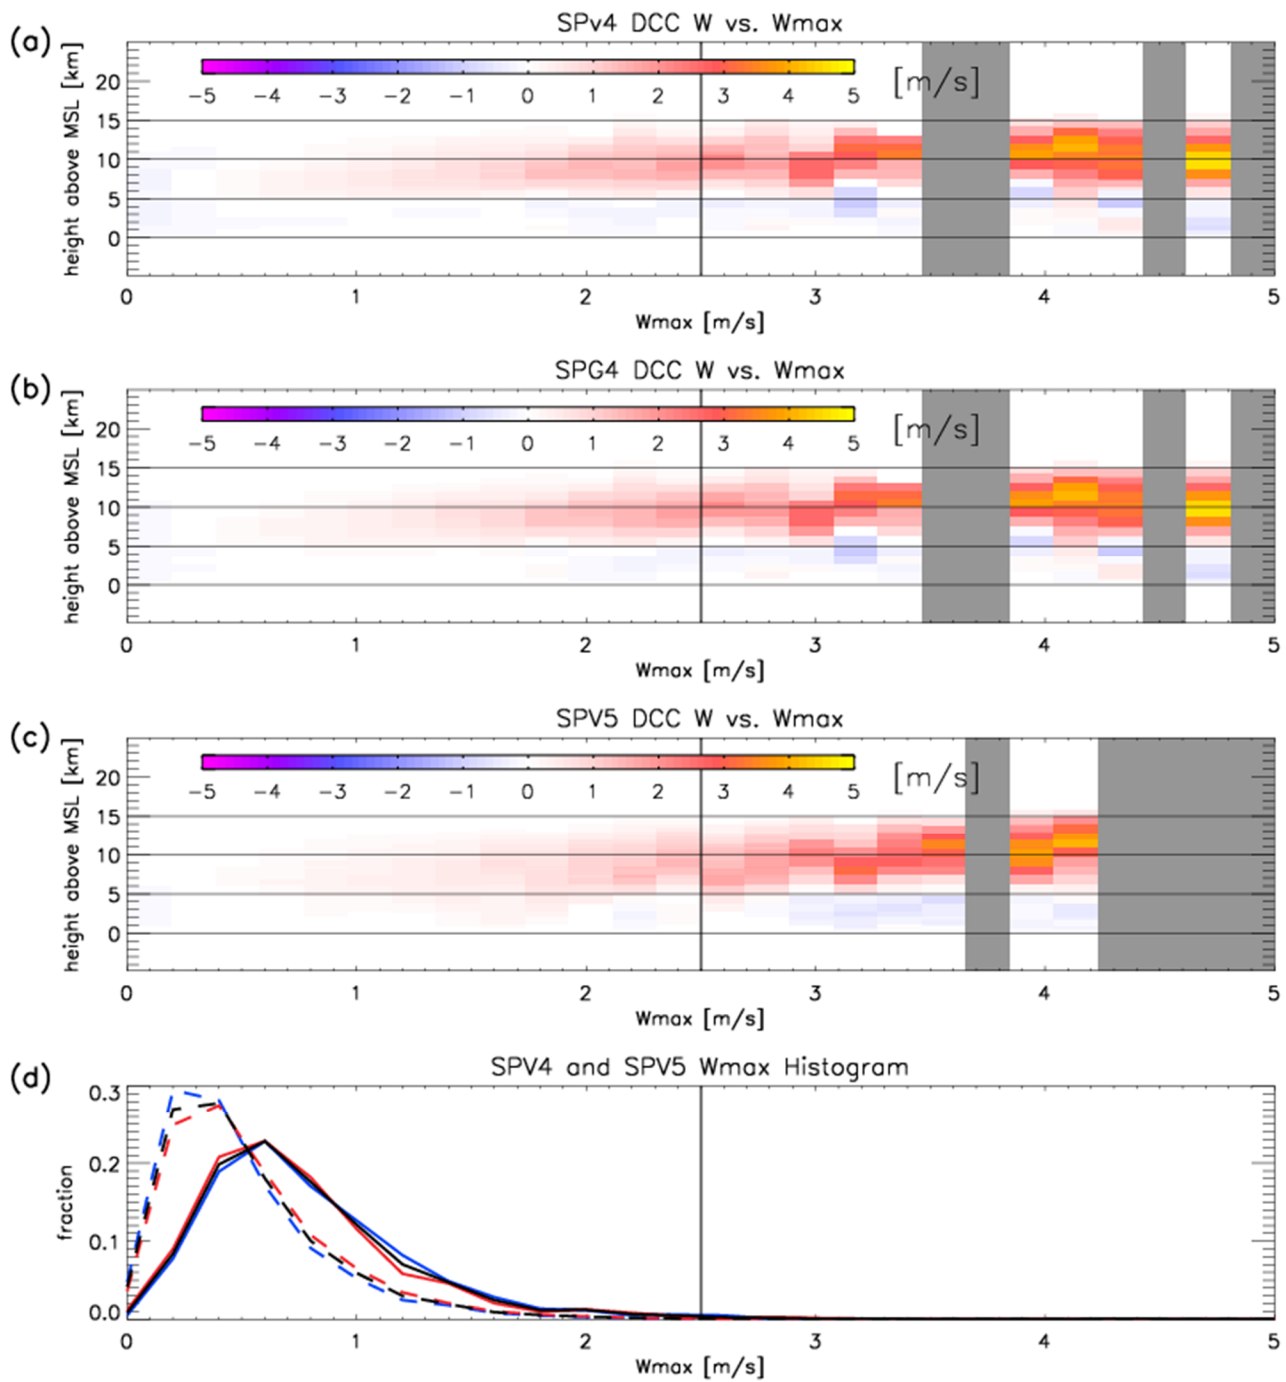 (a)
SPv4 DCC W vs. Wmax
height above MSL [km]
20
15
10
5
0
-5 -4 -3 -2 -1 0 1 2 3 4 5
[m/s]
0 1 2 3 4 5
Wmax [m/s]
(b)
SPG4 DCC W vs. Wmax
height above MSL [km]
20
15
10
5
0
-5 -4 -3 -2 -1 0 1 2 3 4 5
[m/s]
0 1 2 3 4 5
Wmax [m/s]
(c)
SPV5 DCC W vs. Wmax
height above MSL [km]
20
15
10
5
0
-5 -4 -3 -2 -1 0 1 2 3 4 5
[m/s]
0 1 2 3 4 5
Wmax [m/s]
(d)
SPV4 and SPV5 Wmax Histogram
fraction
0.3
0.2
0.1
0.0
0 1 2 3 4 5
Wmax [m/s]